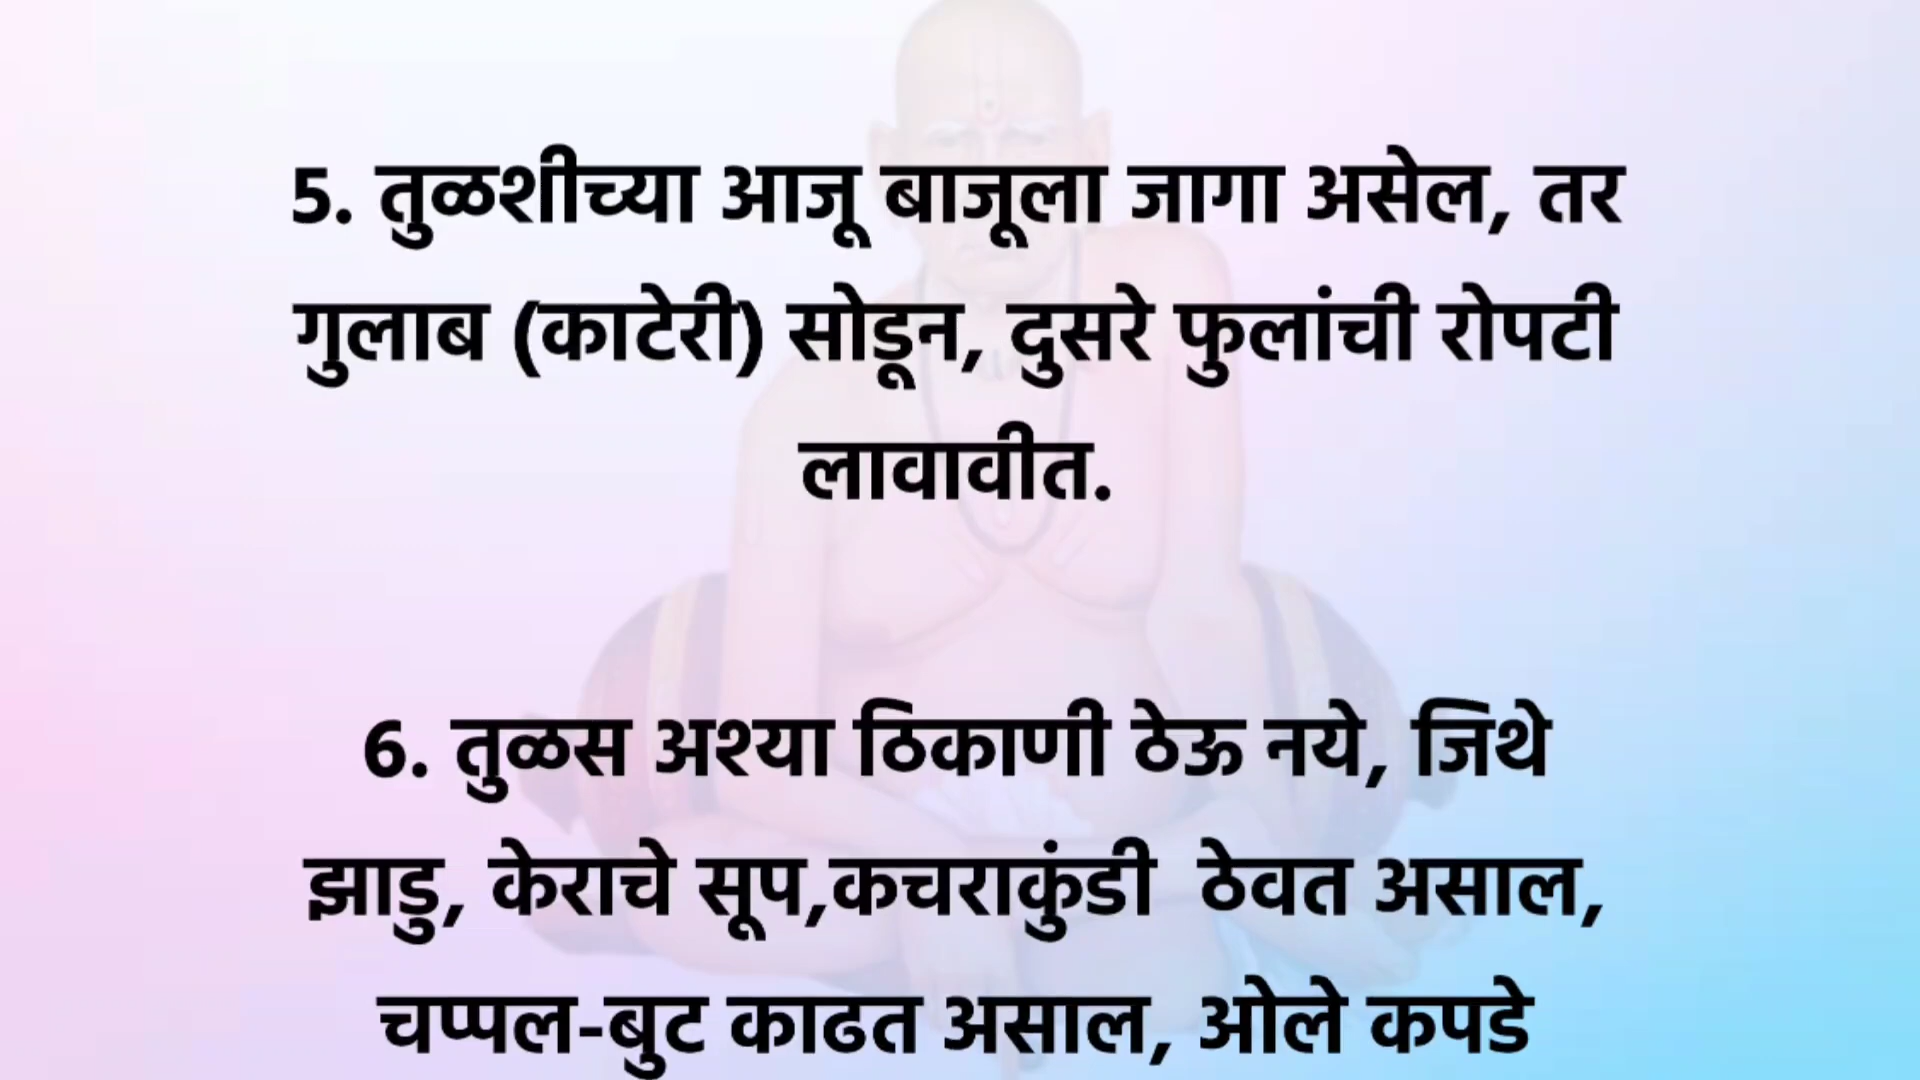 5. तुळशीच्या आजू बाजूला जागा असेल, तर
गुलाब (काटेरी) सोडून, दुसरे फुलांची रोपटी
लावावीत.
6. तुळस अश्या ठिकाणी ठेऊ नये, जिथे
झाडु, केराचे सूप,कचराकुंडी ठेवत असाल,
चप्पल-बुट काढत असाल, ओले कपडे